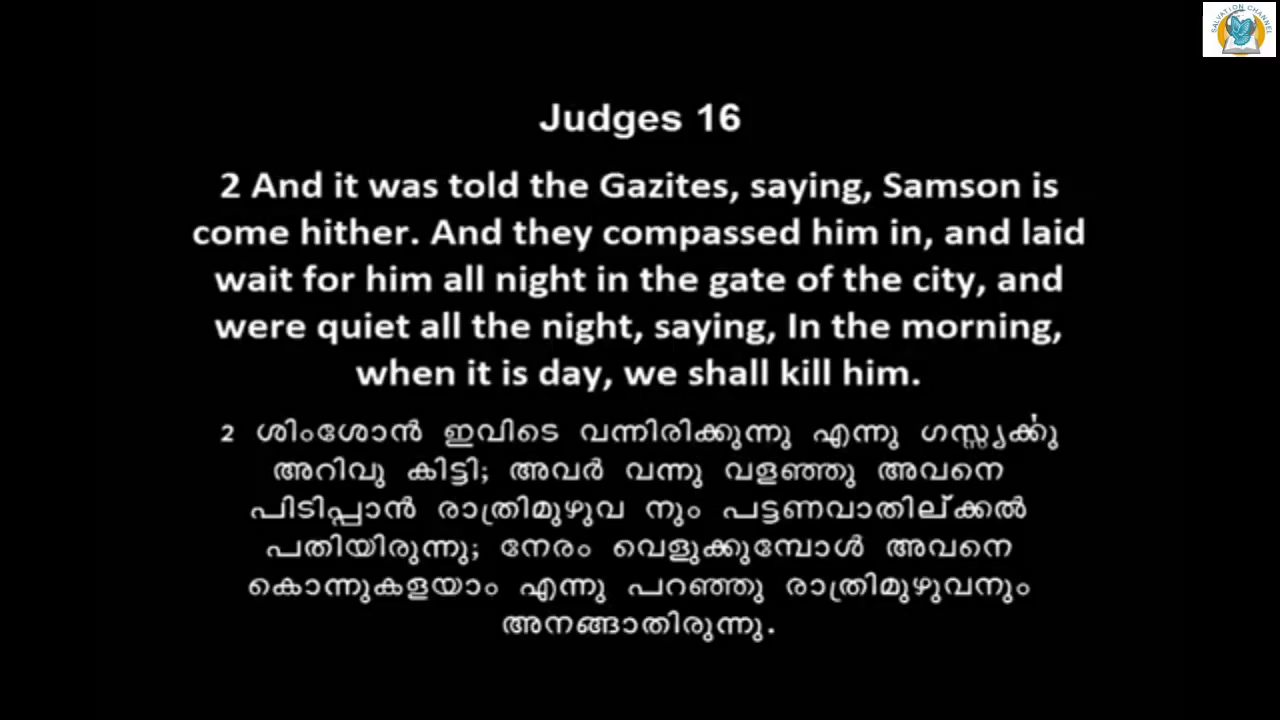 SALVATION CHANNEL
Judges 16
2 And it was told the Gazites, saying, Samson is
come hither. And they compassed him in, and laid
wait for him all night in the gate of the city, and
were quiet all the night, saying, In the morning,
when it is day, we shall kill him.
2 ശിംശോൻ ഇവിടെ വന്നിരിക്കുന്നു എന്നു ഗസ്സ്യൎക്കു
അറിവു കിട്ടി; അവർ വന്നു വളഞ്ഞു അവനെ
പിടിപ്പാൻ രാത്രിമുഴുവ നും പട്ടണവാതില്ക്കൽ
പതിയിരുന്നു; നേരം വെളുക്കുമ്പോൾ അവനെ
കൊന്നുകളയാം എന്നു പറഞ്ഞു രാത്രിമുഴുവനും
അനങ്ങാതിരുന്നു.